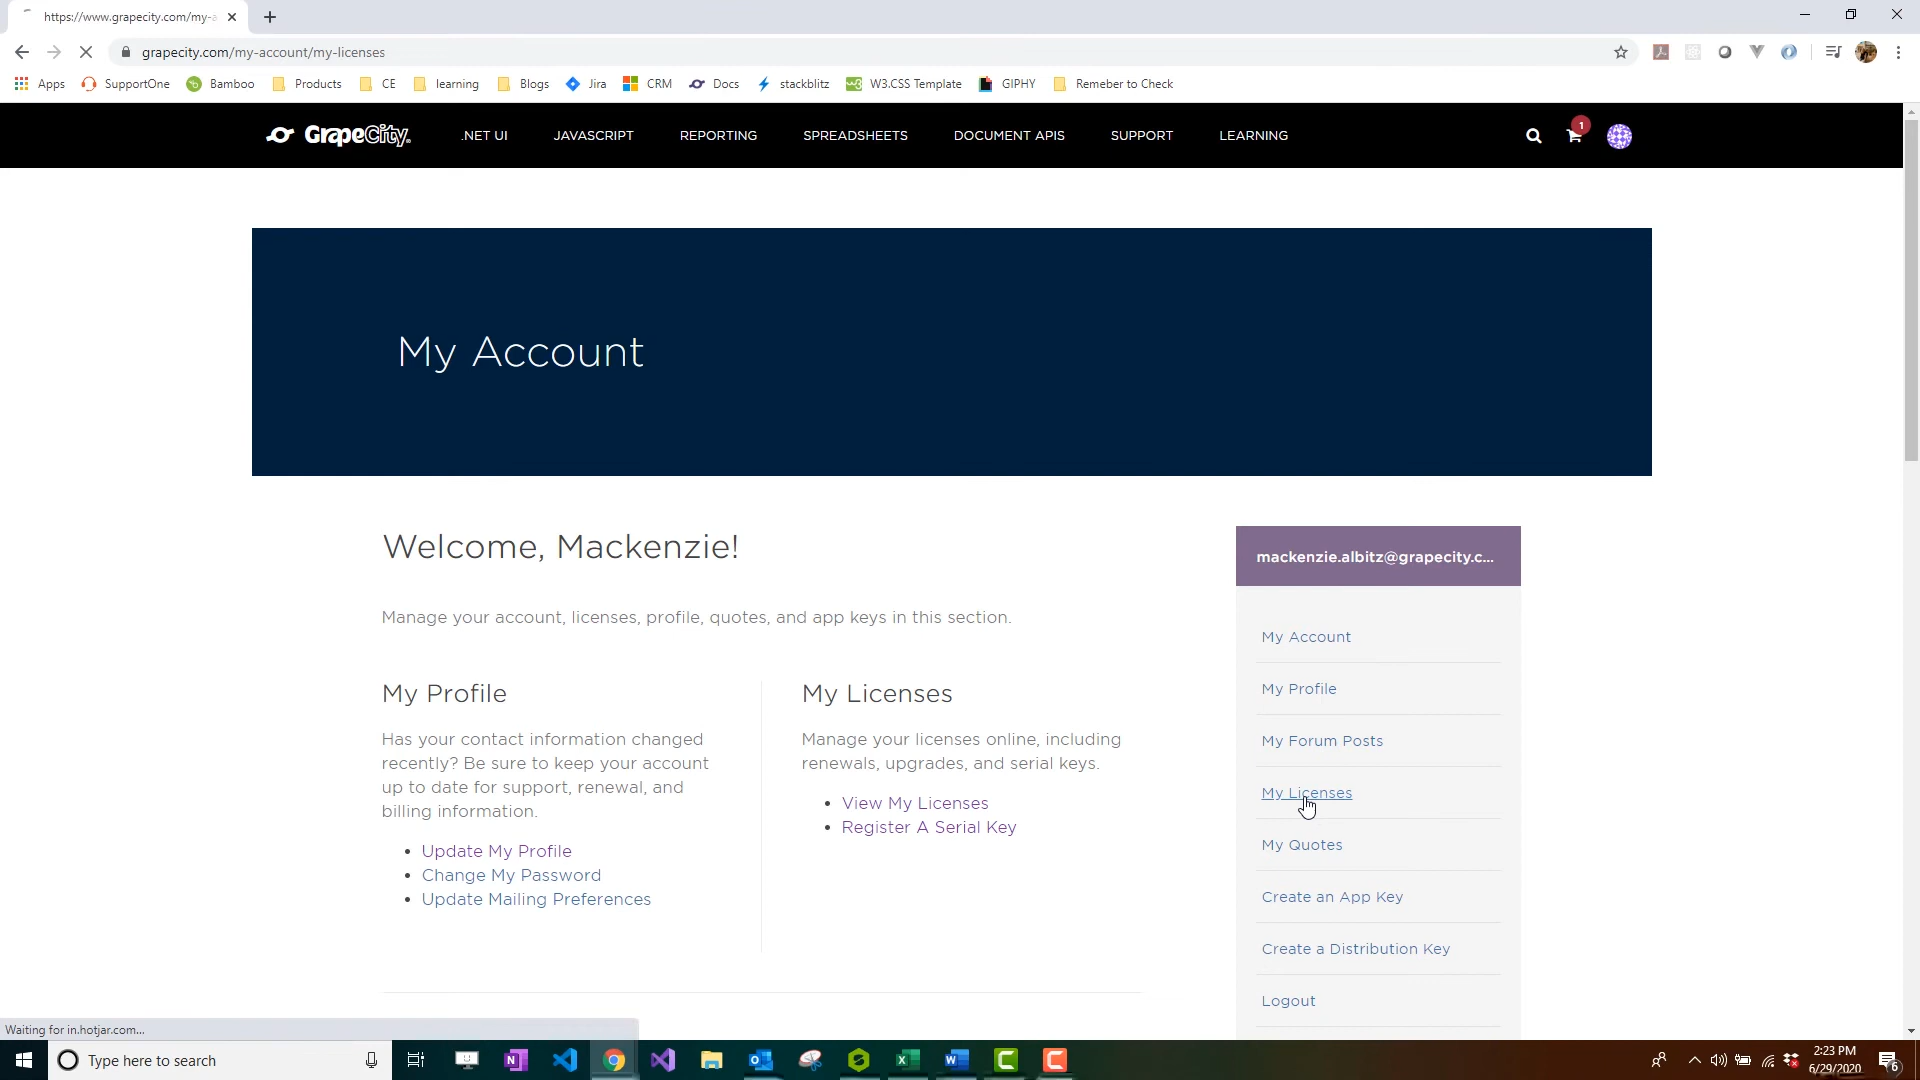 https://www.grapecity.com/my-a
grapecity.com/my-account/my-licenses
Apps SupportOne Bamboo Products CE learning Blogs Jira CRM Docs stackblitz W3.CSS Template GIPHY Remeber to Check
GrapeCity. .NET UI JAVASCRIPT REPORTING SPREADSHEETS DOCUMENT APIS SUPPORT LEARNING 1
My Account
Welcome, Mackenzie!
mackenzie.albitz@grapecity.c...
Manage your account, licenses, profile, quotes, and app keys in this section.
My Profile
Has your contact information changed
recently? Be sure to keep your account
up to date for support, renewal, and
billing information.
• Update My Profile
• Change My Password
• Update Mailing Preferences
My Licenses
Manage your licenses online, including
renewals, upgrades, and serial keys.
• View My Licenses
• Register A Serial Key
My Account
My Profile
My Forum Posts
My Licenses
My Quotes
Create an App Key
Create a Distribution Key
Logout
Waiting for in.hotjar.com...
Type here to search
2:23 PM
6/29/2020
6